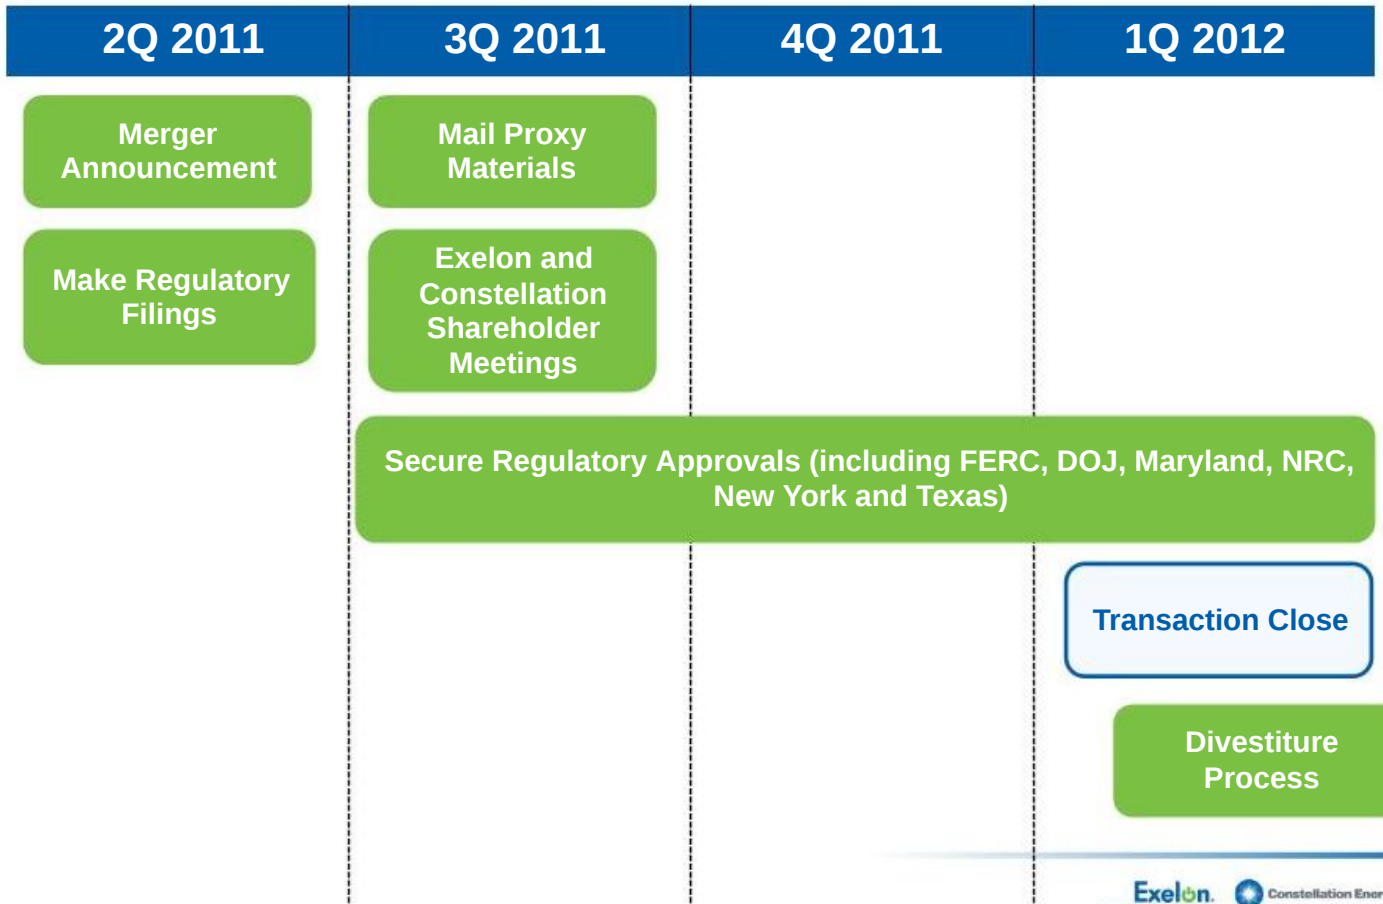 2Q 2011
3Q 2011
4Q 2011
1Q 2012
Merger
Announcement
Mail Proxy
Materials
Make Regulatory
Filings
Exelon and
Constellation
Shareholder
Meetings
Secure Regulatory Approvals (including FERC, DOJ, Maryland, NRC,
New York and Texas)
Transaction Close
Divestiture
Process
Exelon.
Constellation Ener